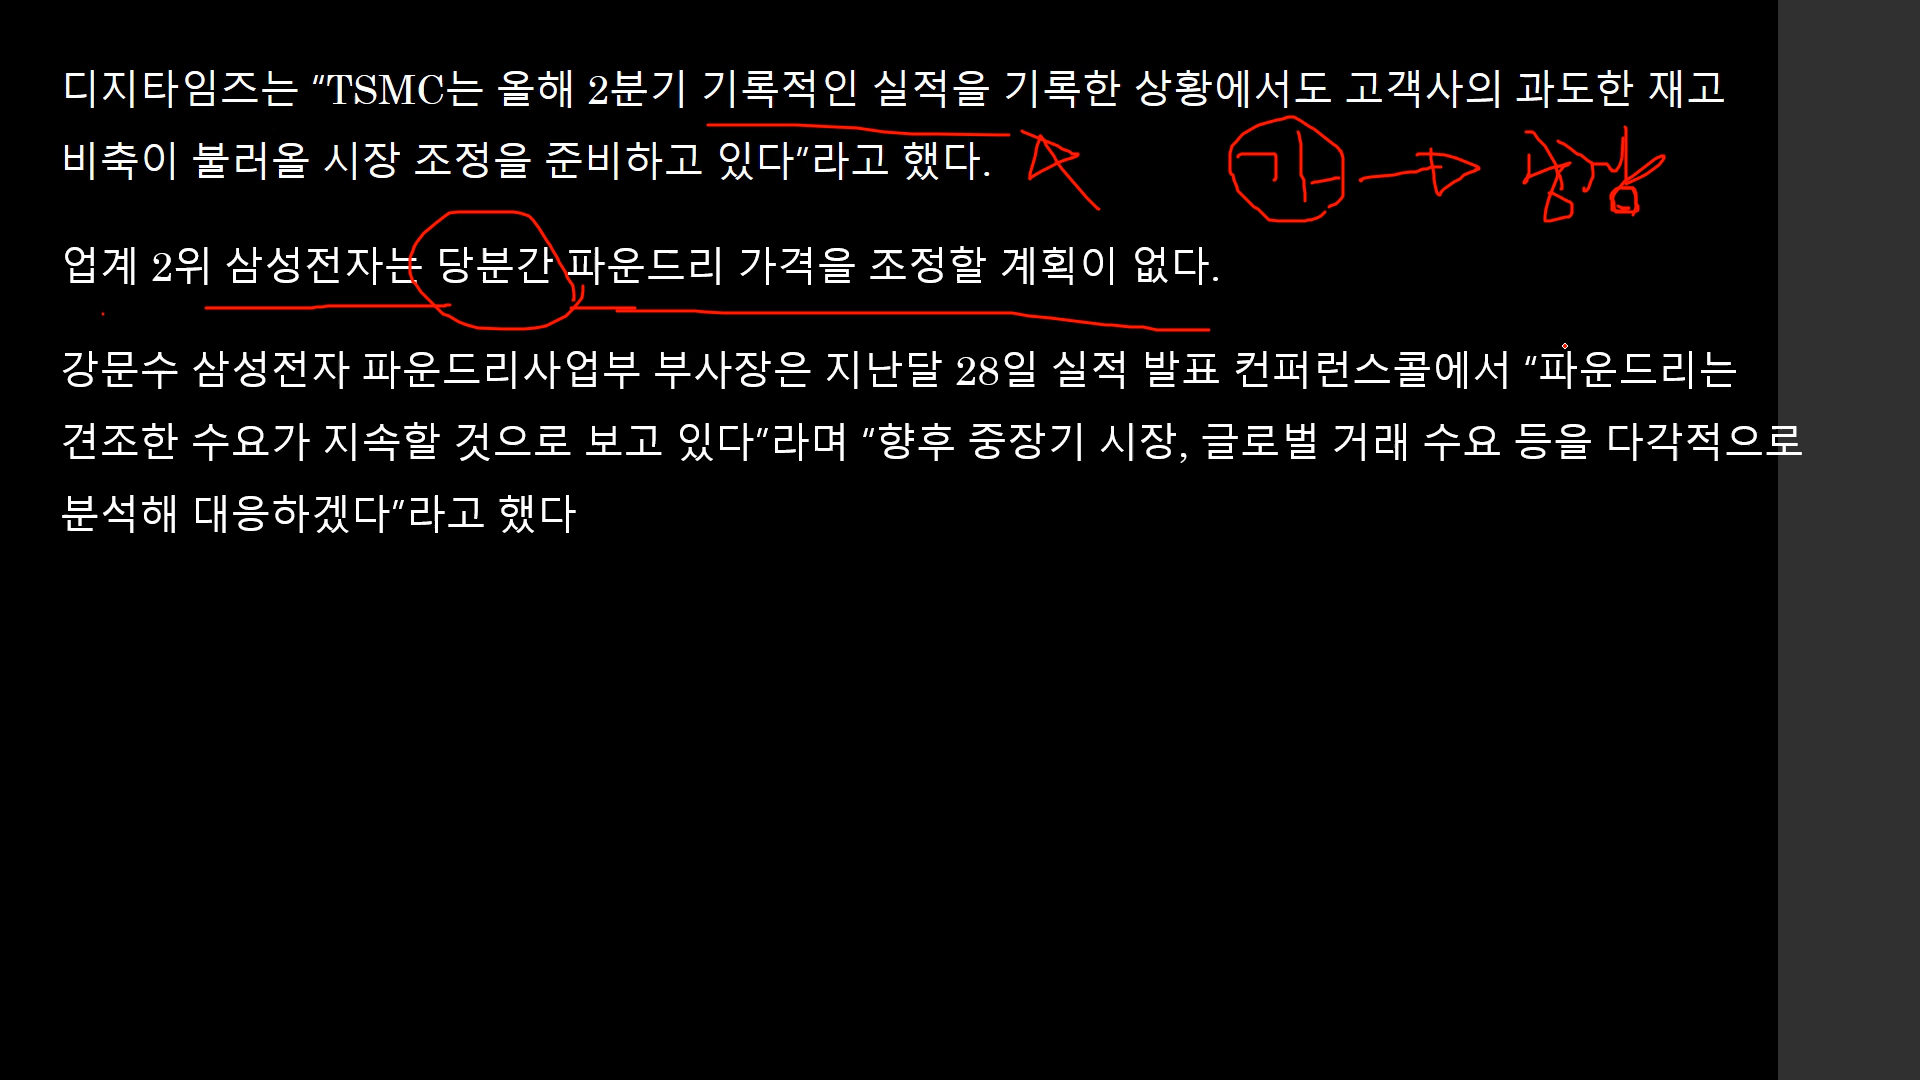 디지타임즈는 "TSMC는 올해 2분기 기록적인 실적을 기록한 상황에서도 고객사의 과도한 재고
비축이 불러올 시장 조정을 준비하고 있다"라고 했다.
업계 2위 삼성전자는 당분간 파운드리 가격을 조정할 계획이 없다.
강문수 삼성전자 파운드리사업부 부사장은 지난달 28일 실적 발표 컨퍼런스콜에서 "파운드리는
견조한 수요가 지속할 것으로 보고 있다"라며 "향후 중장기 시장, 글로벌 거래 수요 등을 다각적으로
분석해 대응하겠다"라고 했다